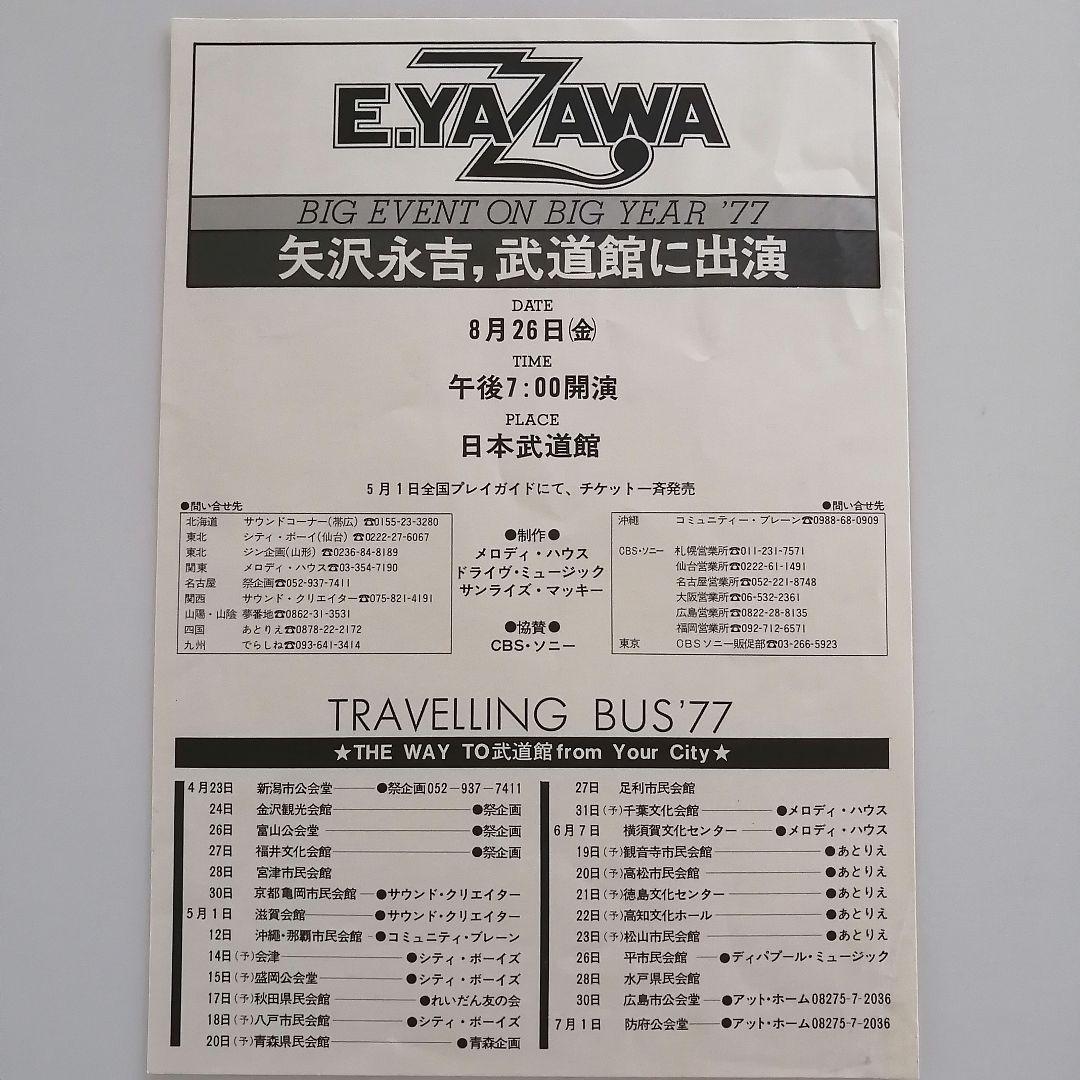 E.YAZAWA
BIG EVENT ON BIG YEAR '77
矢沢永吉,武道館に出演
DATE
8月26日㈮
TIME
午後7:00開演
PLACE
日本武道館
5月1日全国プレイガイドにて、チケット一斉発売
●問い合せ先
北海道 サウンドコーナー(帯広)☎0155-23-3280
東北 シティ・ボーイ(仙台)☎0222-27-6067
東北 ジン企画(山形)☎0236-84-8189
関東 メロディ・ハウス☎03-354-7190
名古屋 祭企画☎052-937-7411
関西 サウンド・クリエイター☎075-821-4191
山陽・山陰 夢番地☎0862-31-3531
四国 あとりえ☎0878-22-2172
九州 でらしね☎093-641-3414
●制作●
メロディ・ハウス
ドライヴ・ミュージック
サンライズ・マッキー
●協賛●
CBS・ソニー
●問い合せ先
沖縄 コミュニティー・ブレーン☎0988-68-0909
CBS・ソニー 札幌営業所☎011-231-7571
仙台営業所☎0222-61-1491
名古屋営業所☎052-221-8748
大阪営業所☎06-532-2361
広島営業所☎0822-28-8135
福岡営業所☎092-712-6571
東京 CBSソニー販促部☎03-266-5923
TRAVELLING BUS'77
★THE WAY TO武道館from Your City★
4月23日 新潟市公会堂――●祭企画052-937-7411
24日 金沢観光会館――●祭企画
26日 富山公会堂――●祭企画
27日 福井文化会館――●祭企画
28日 宮津市民会館
30日 京都亀岡市民会館―●サウンド・クリエイター
5月1日 滋賀会館――●サウンド・クリエイター
12日 沖縄・那覇市民会館-●コミュニティ・ブレーン
14日(予)会津――●シティ・ボーイズ
15日(予)盛岡公会堂――●シティ・ボーイズ
17日(予)秋田県民会館――●れいだん友の会
18日(予)八戸市民会館――●シティ・ボーイズ
20日(予)青森県民会館――●青森企画
27日 足利市民会館
31日(予)千葉文化会館――●メロディ・ハウス
6月7日 横須賀文化センター――●メロディ・ハウス
19日(予)観音寺市民会館――●あとりえ
20日(予)高松市民会館――●あとりえ
21日(予)徳島文化センター――●あとりえ
22日(予)高知文化ホール――●あとりえ
23日(予)松山市民会館――●あとりえ
26日 平市民会館―●ディパプール・ミュージック
28日 水戸県民会館
30日 広島市公会堂―●アット・ホーム08275-7-2036
7月1日 防府公会堂―●アット・ホーム08275-7-2036